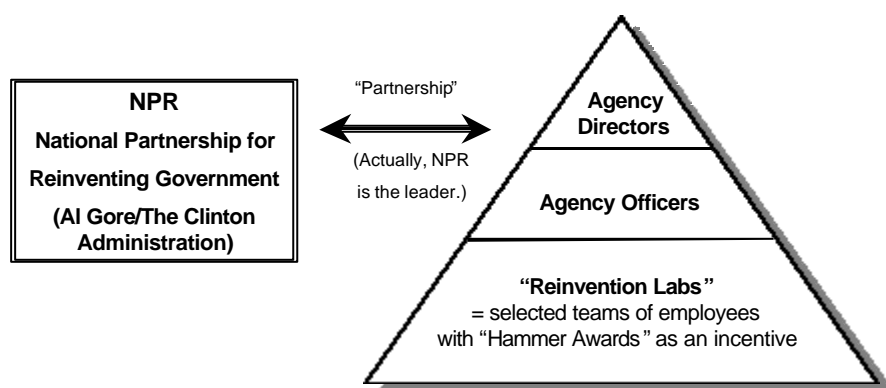 NPR
National Partnership for
Reinventing Government
(Al Gore/The Clinton
Administration)
“Partnership”
(Actually, NPR
is the leader.)
Agency
Directors
Agency Officers
“Reinvention Labs”
= selected teams of employees
with “Hammer Awards” as an incentive